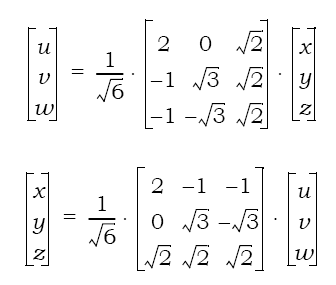 u 2 0 √2 x
v = 1/√6 · −1 √3 √2 · y
w −1 −√3 √2 z
x 2 −1 −1 u
y = 1/√6 · 0 √3 −√3 · v
z √2 √2 √2 w